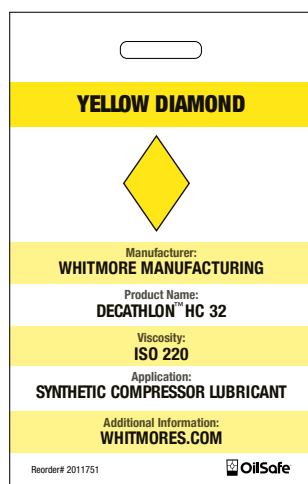 YELLOW DIAMOND
Manufacturer:
WHITMORE MANUFACTURING
Product Name:
DECATHLON™ HC 32
Viscosity:
ISO 220
Application:
SYNTHETIC COMPRESSOR LUBRICANT
Additional Information:
WHITMORES.COM
Reorder# 2011751
OilSafe